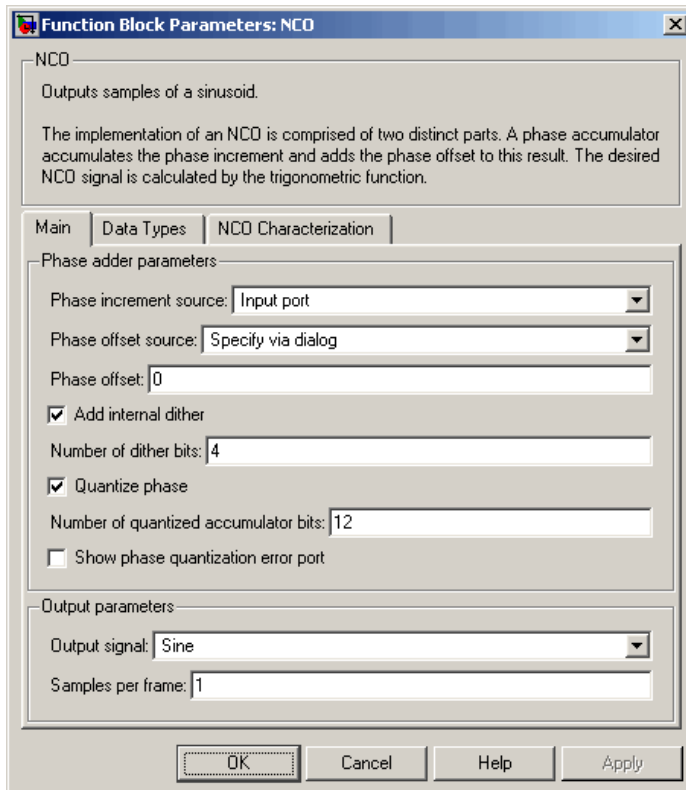 Function Block Parameters: NCO
NCO
Outputs samples of a sinusoid.
The implementation of an NCO is comprised of two distinct parts. A phase accumulator
accumulates the phase increment and adds the phase offset to this result. The desired
NCO signal is calculated by the trigonometric function.
Main Data Types NCO Characterization
Phase adder parameters
Phase increment source: Input port
Phase offset source: Specify via dialog
Phase offset: 0
Add internal dither
Number of dither bits: 4
Quantize phase
Number of quantized accumulator bits: 12
Show phase quantization error port
Output parameters
Output signal: Sine
Samples per frame: 1
OK Cancel Help Apply